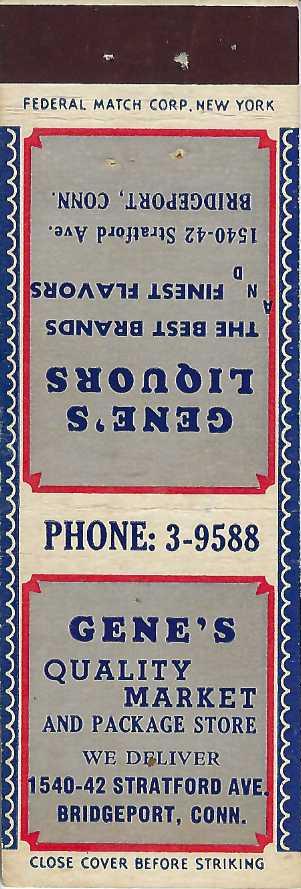 FEDERAL MATCH CORP. NEW YORK
GENE'S
LIQUORS
THE BEST BRANDS
AND FINEST FLAVORS
1540-42 Stratford Ave.
BRIDGEPORT, CONN.
PHONE: 3-9588
GENE'S
QUALITY
MARKET
AND PACKAGE STORE
WE DELIVER
1540-42 STRATFORD AVE.
BRIDGEPORT, CONN.
CLOSE COVER BEFORE STRIKING